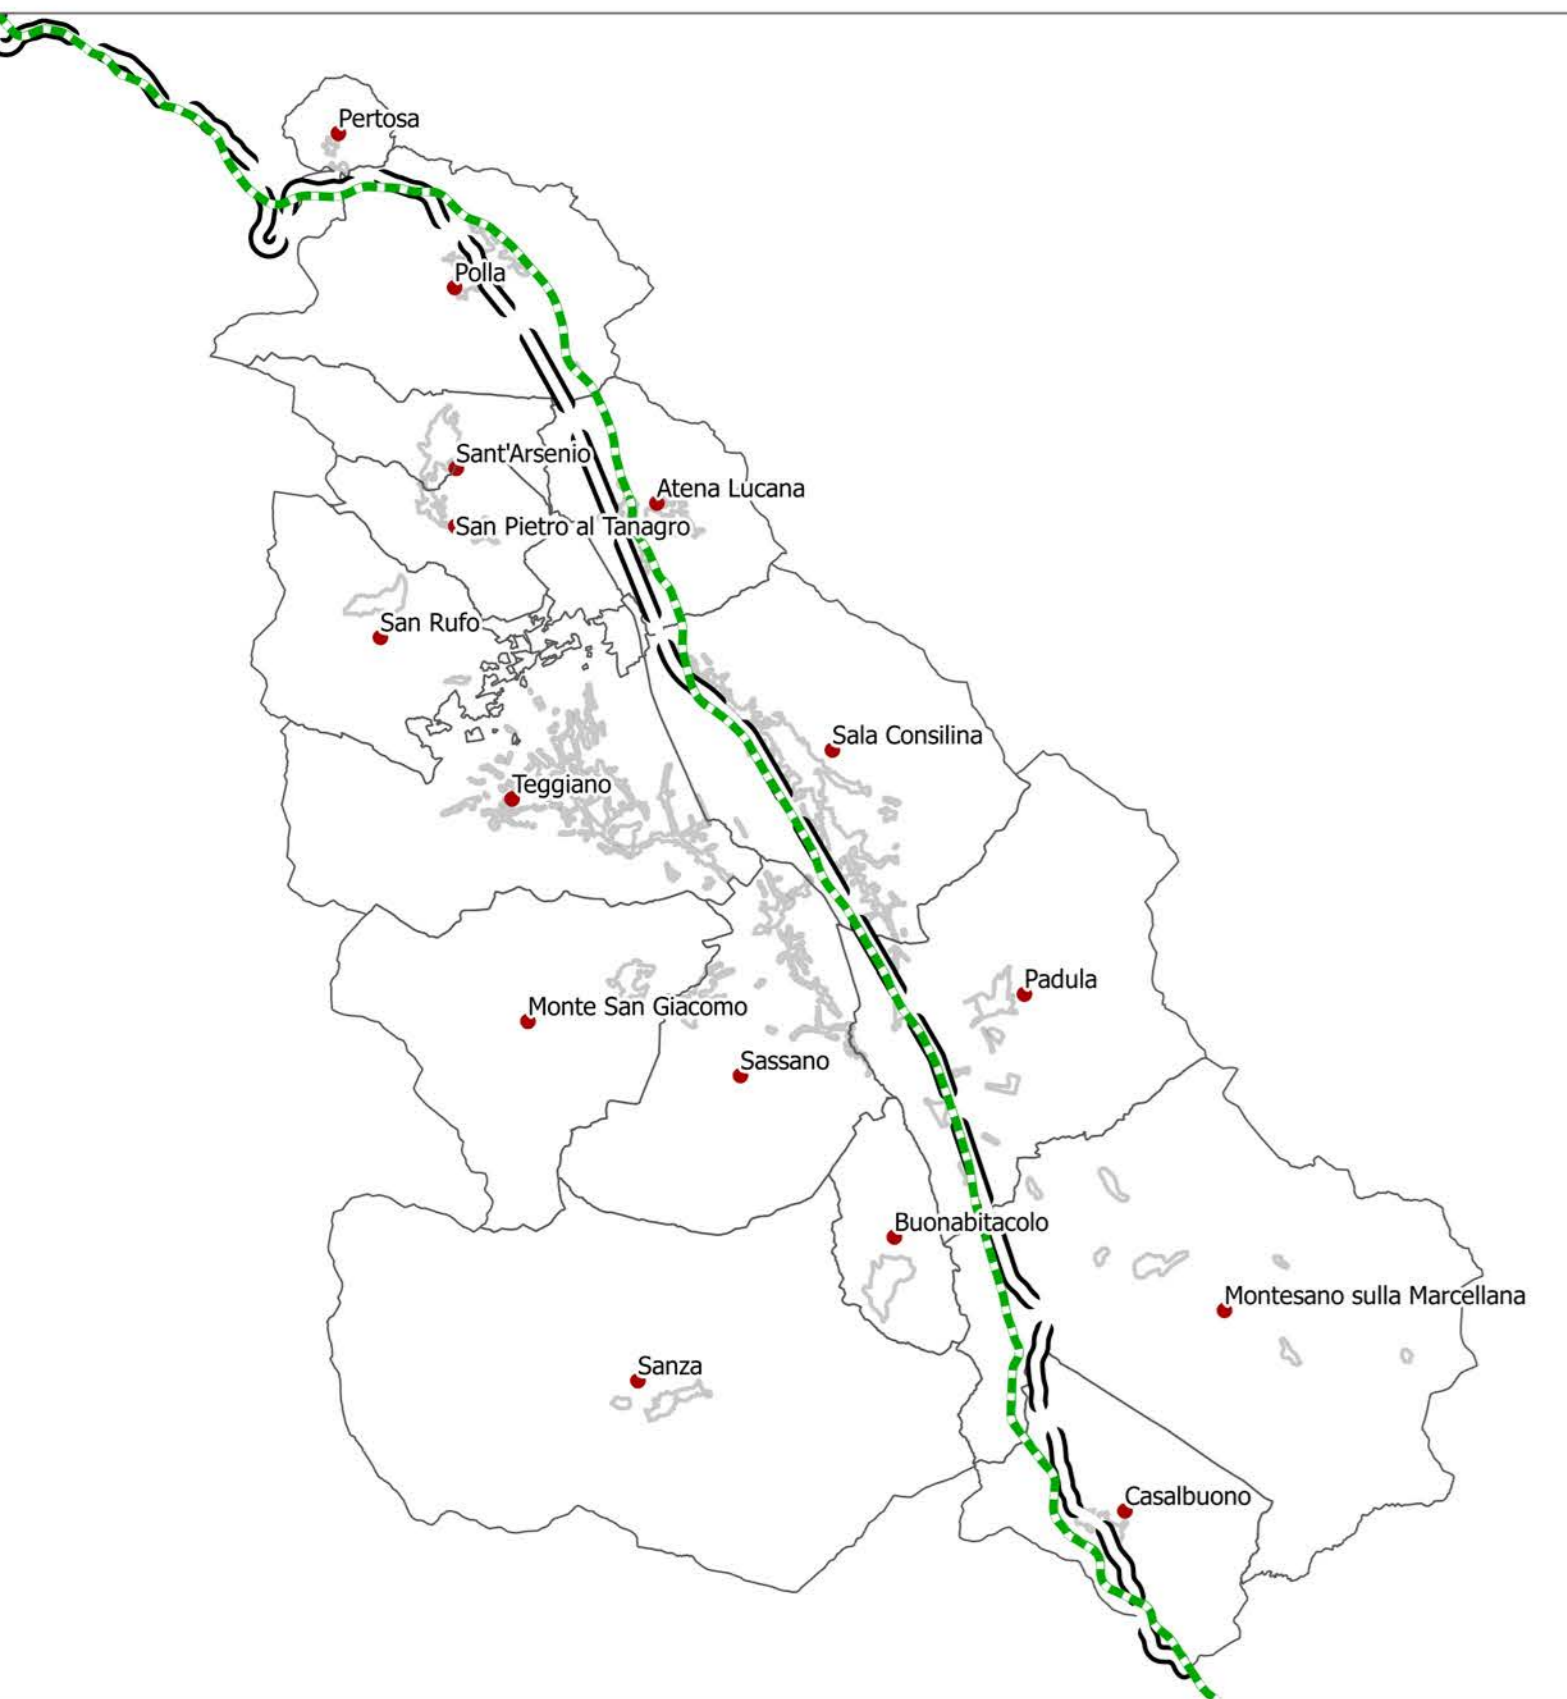 Pertosa
Polla
Sant'Arsenio
Atena Lucana
San Pietro al Tanagro
San Rufo
Sala Consilina
Teggiano
Padula
Monte San Giacomo
Sassano
Buonabitacolo
Montesano sulla Marcellana
Sanza
Casalbuono